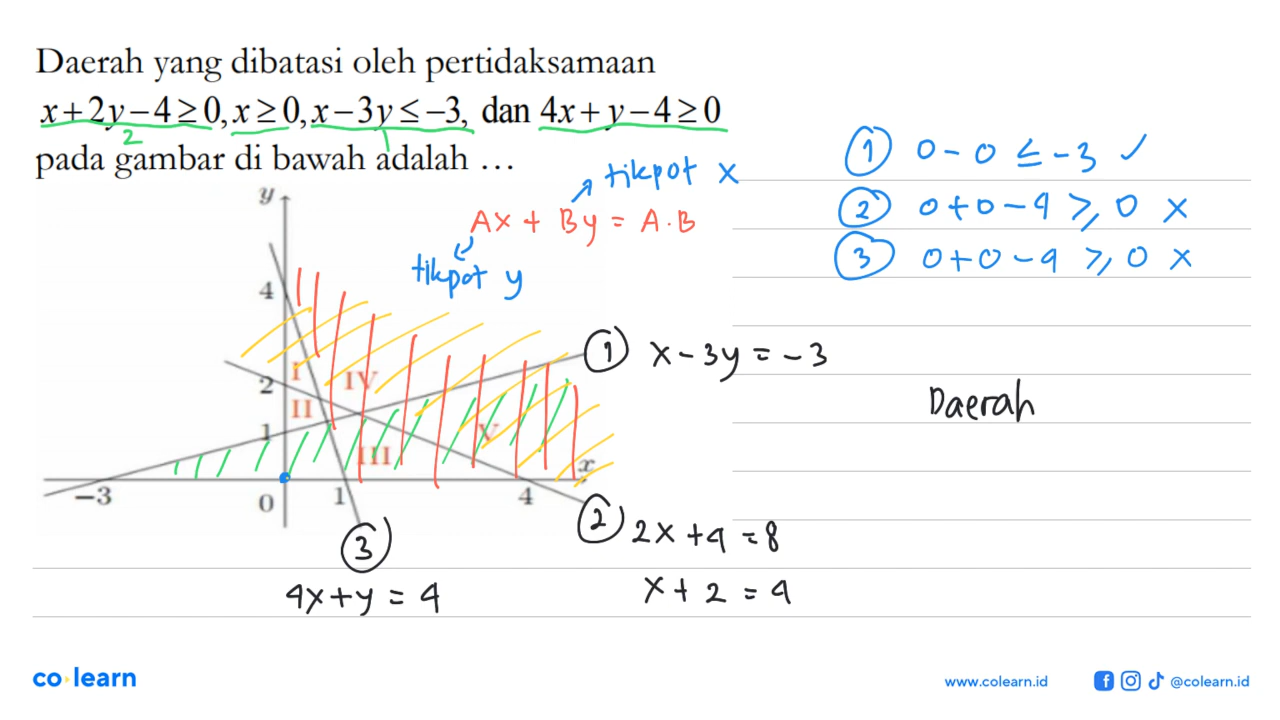 Daerah yang dibatasi oleh pertidaksamaan
x+2y−4≥0, x≥0, x−3y≤−3, dan 4x+y−4≥0
2 1
pada gambar di bawah adalah ...
① 0-0 ≤ -3 ✓
② 0+0-4 ≥ 0 x
③ 0+0-4 ≥ 0 x
tikpot x
Ax + By = A.B
tikpot y
y
4
2
1
I
IV
II
III
V
x
-3
0
1
4
① x-3y = -3
Daerah
② 2x+4 = 8
x + 2 = 4
③
4x+y = 4
co learn
www.colearn.id
@colearn.id